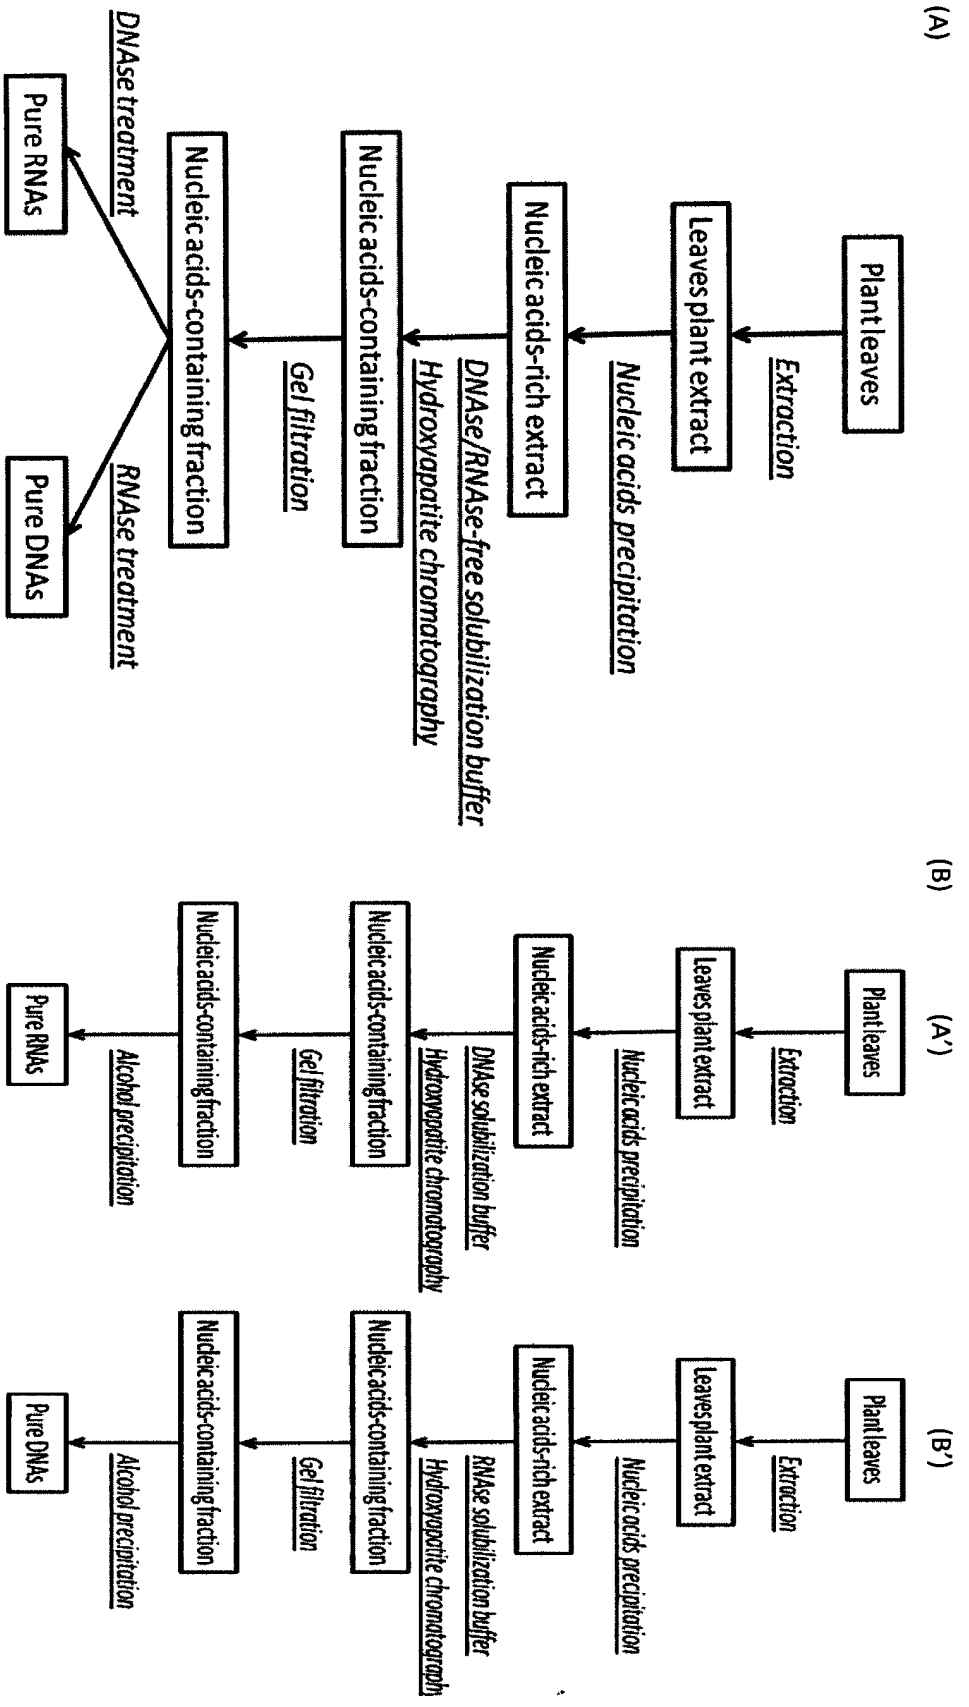 (A)
Plant leaves
Extraction
Leaves plant extract
Nucleic acids precipitation
Nucleic acids-rich extract
DNAse/RNAse-free solubilization buffer
Hydroxyapatite chromatography
Nucleic acids-containing fraction
Gel filtration
Nucleic acids-containing fraction
DNAse treatment
RNAse treatment
Pure RNAs
Pure DNAs
(B)
(A')
Plant leaves
Extraction
Leaves plant extract
Nucleic acids precipitation
Nucleic acids-rich extract
DNAse solubilization buffer
Hydroxyapatite chromatography
Nucleic acids-containing fraction
Gel filtration
Nucleic acids-containing fraction
Alcohol precipitation
Pure RNAs
(B')
Plant leaves
Extraction
Leaves plant extract
Nucleic acids precipitation
Nucleic acids-rich extract
RNAse solubilization buffer
Hydroxyapatite chromatography
Nucleic acids-containing fraction
Gel filtration
Nucleic acids-containing fraction
Alcohol precipitation
Pure DNAs